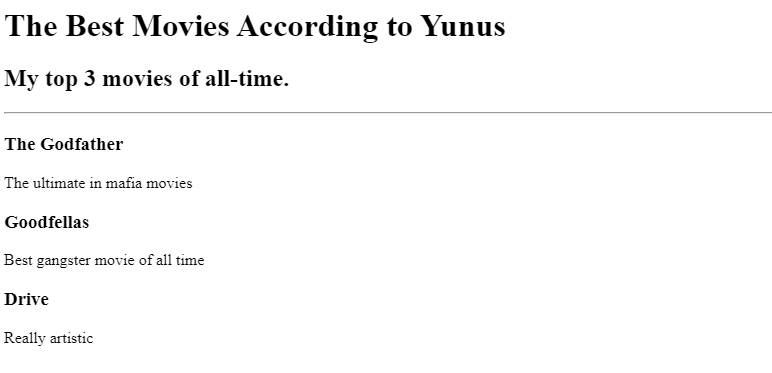 The Best Movies According to Yunus
My top 3 movies of all-time.
The Godfather
The ultimate in mafia movies
Goodfellas
Best gangster movie of all time
Drive
Really artistic